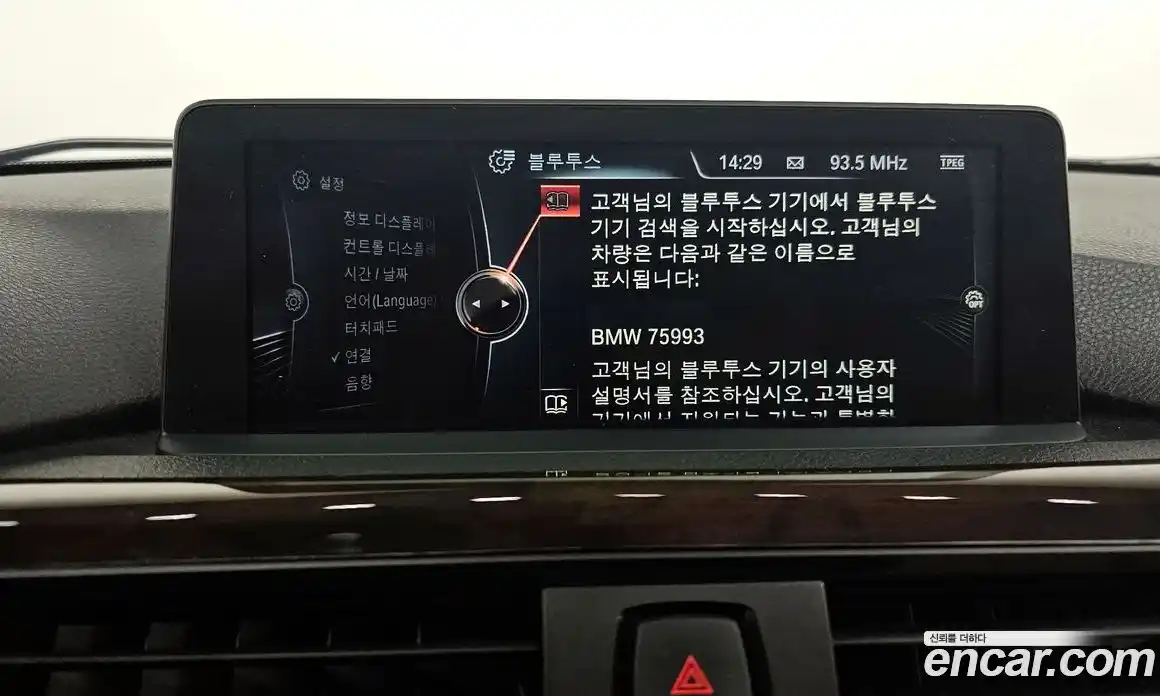 블루투스
14:29
93.5 MHz
TPEG
설정
정보 디스플레이
컨트롤 디스플레
시간 / 날짜
언어(Language)
터치패드
✓ 연결
음향
고객님의 블루투스 기기에서 블루투스
기기 검색을 시작하십시오. 고객님의
차량은 다음과 같은 이름으로
표시됩니다:
BMW 75993
고객님의 블루투스 기기의 사용자
설명서를 참조하십시오. 고객님의
OPT
신뢰를 더하다
encar.com